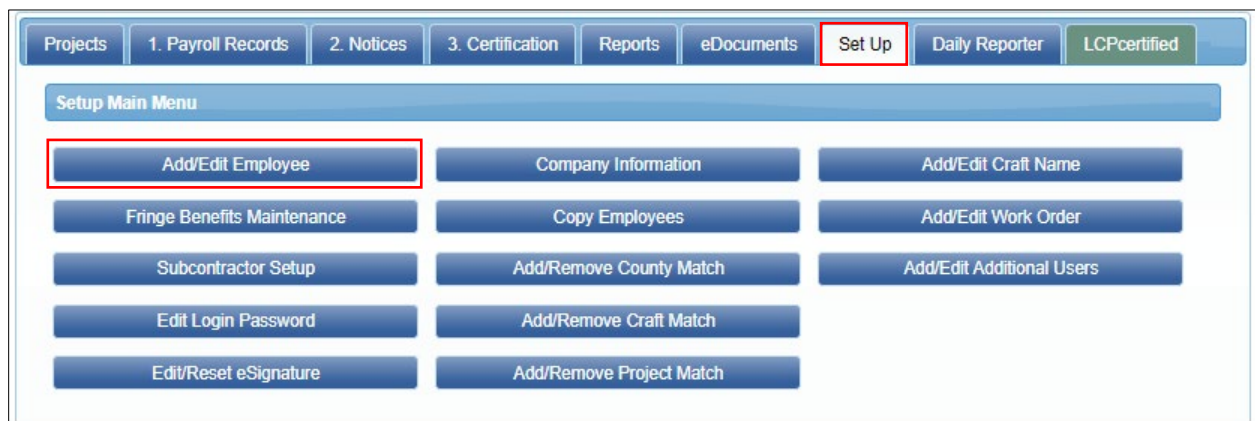 Projects 1. Payroll Records 2. Notices 3. Certification Reports eDocuments Set Up Daily Reporter LCPcertified
Setup Main Menu
Add/Edit Employee Company Information Add/Edit Craft Name
Fringe Benefits Maintenance Copy Employees Add/Edit Work Order
Subcontractor Setup Add/Remove County Match Add/Edit Additional Users
Edit Login Password Add/Remove Craft Match
Edit/Reset eSignature Add/Remove Project Match